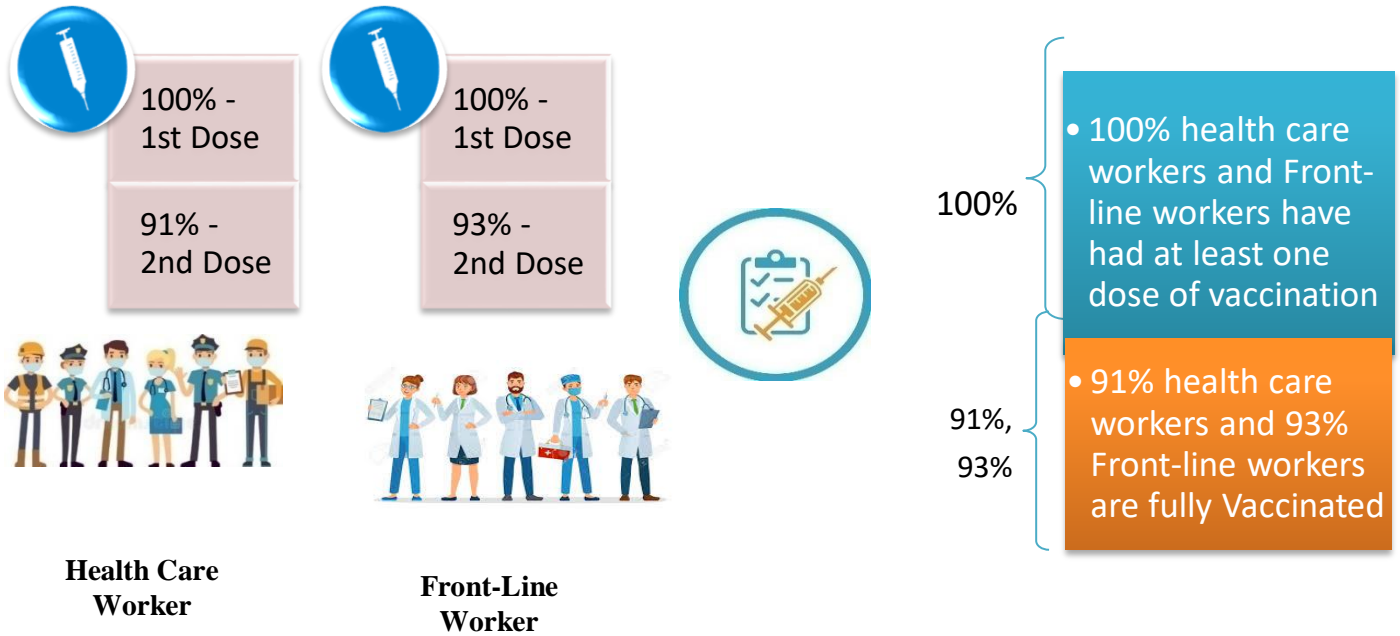 100% -
1st Dose
91% -
2nd Dose
Health Care
Worker
100% -
1st Dose
93% -
2nd Dose
Front-Line
Worker
100%
• 100% health care
workers and Front-
line workers have
had at least one
dose of vaccination
91%,
93%
• 91% health care
workers and 93%
Front-line workers
are fully Vaccinated